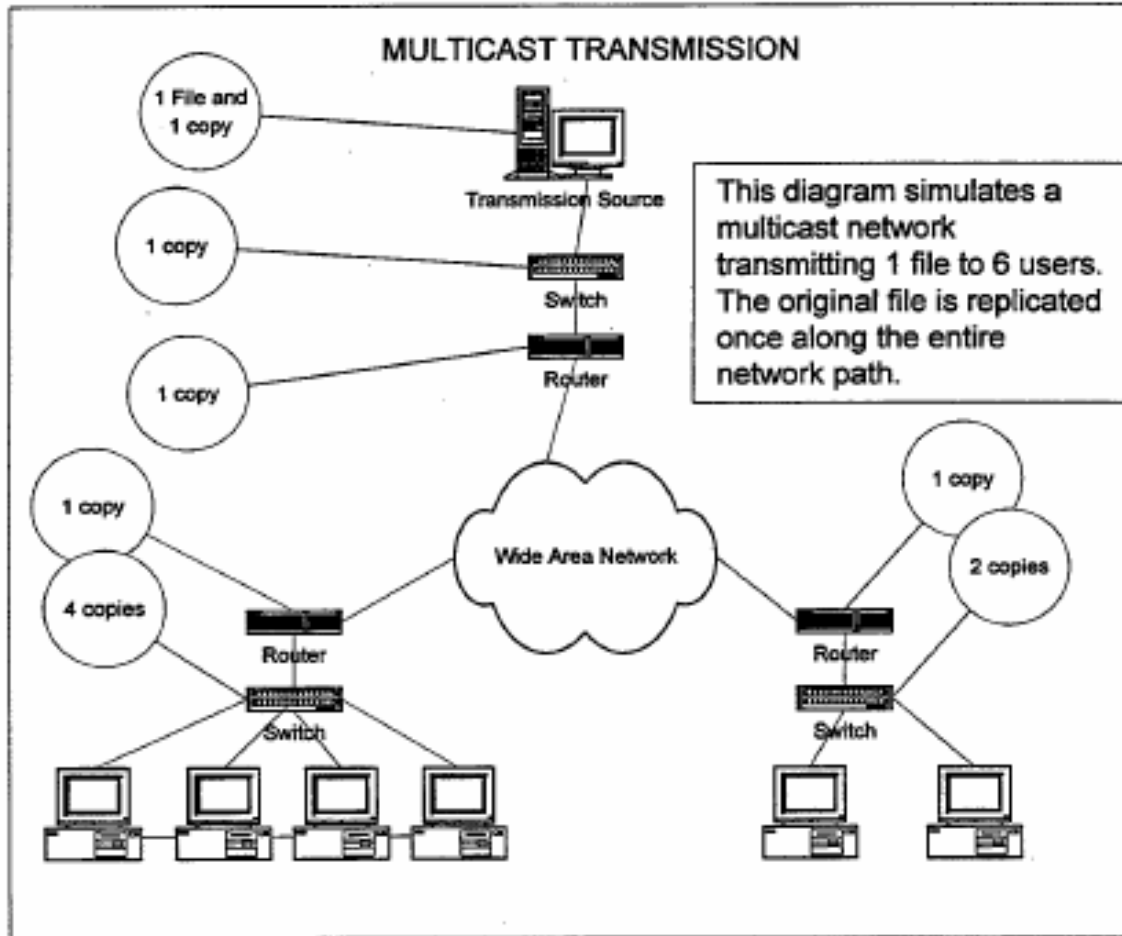 MULTICAST TRANSMISSION
1 File and
1 copy
Transmission Source
This diagram simulates a
multicast network
transmitting 1 file to 6 users.
The original file is replicated
once along the entire
network path.
1 copy
Switch
1 copy
Router
1 copy
4 copies
Wide Area Network
1 copy
2 copies
Router
Switch
Router
Switch